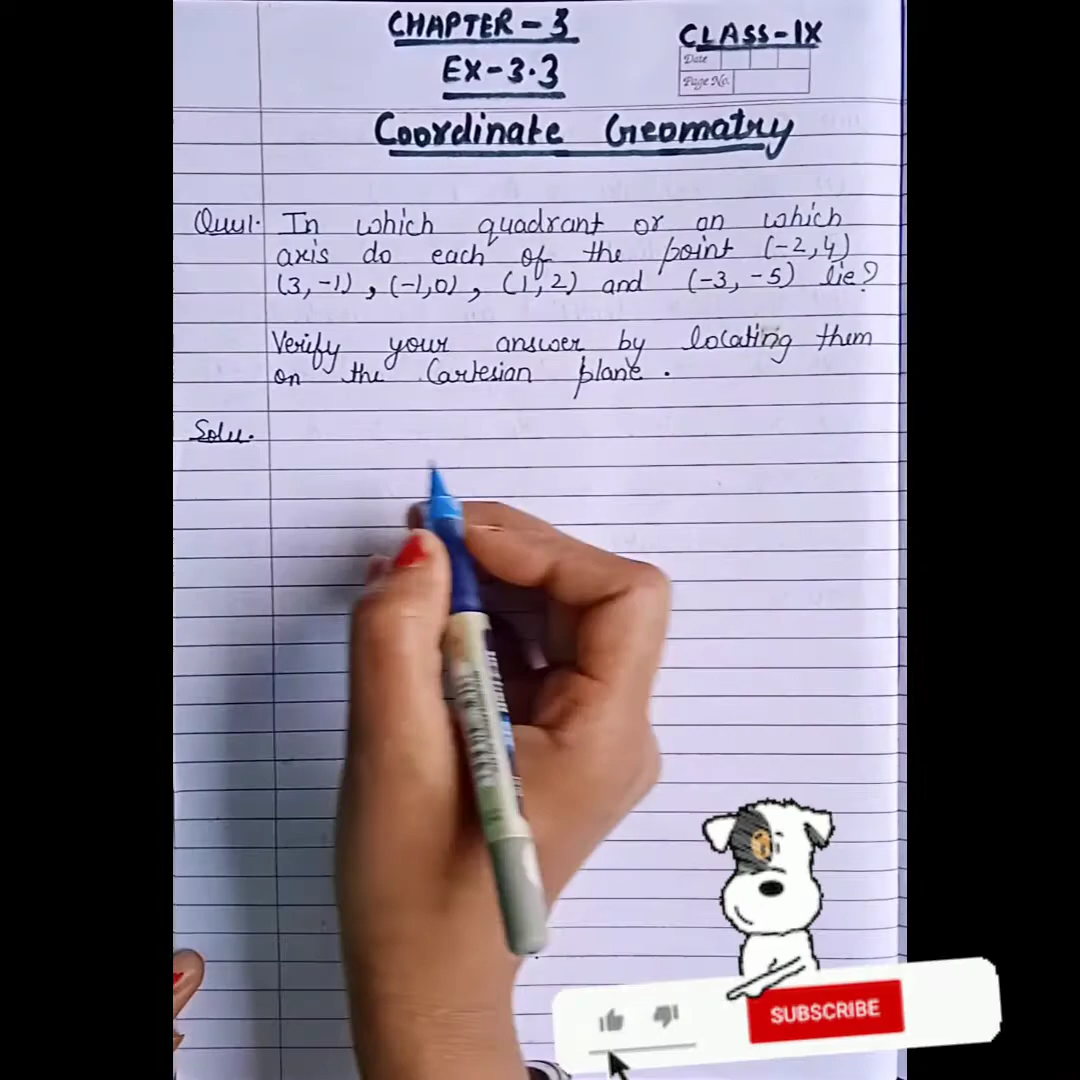 CHAPTER - 3
CLASS-IX
EX-3.3
Date
Page No.
Coordinate Geomatry
Ques1. In which quadrant or on which
axis do each of the point (-2,4)
(3,-1), (-1,0), (1,2) and (-3,-5) lie?
Verify your answer by locating them
on the Cartesian plane.
Solu.
SUBSCRIBE